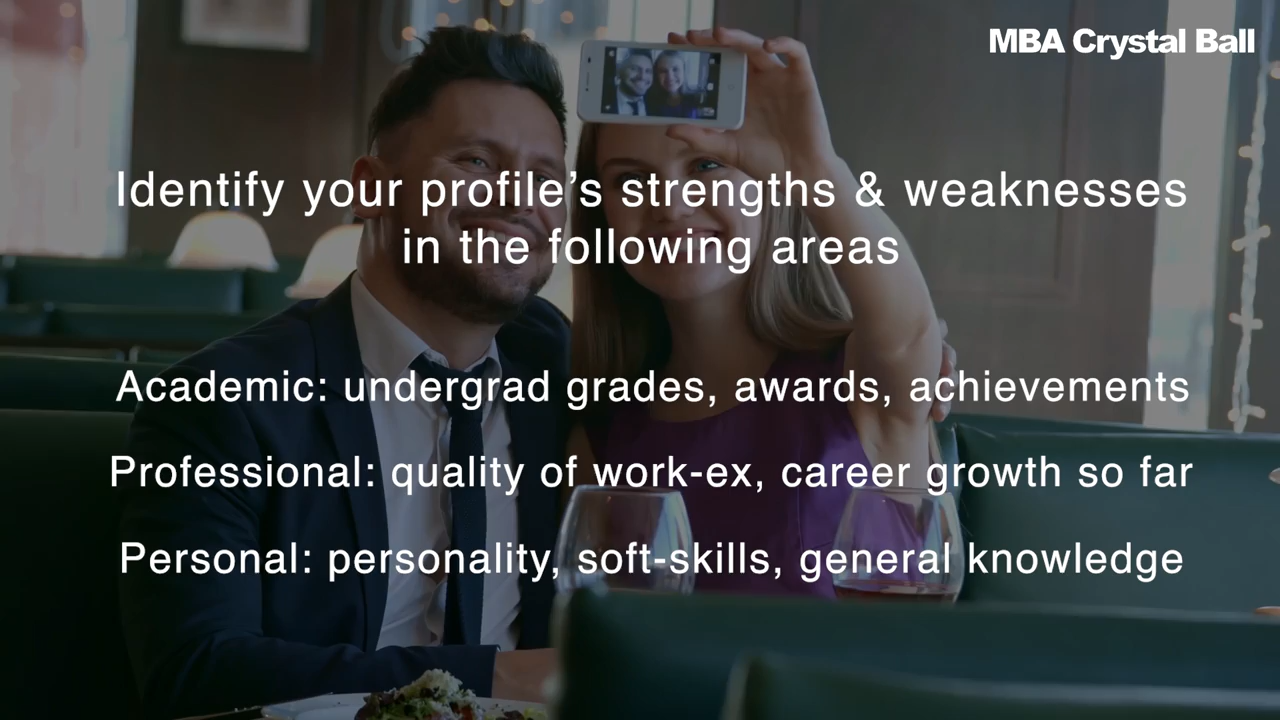 MBA Crystal Ball
Identify your profile’s strengths & weaknesses
in the following areas
Academic: undergrad grades, awards, achievements
Professional: quality of work-ex, career growth so far
Personal: personality, soft-skills, general knowledge